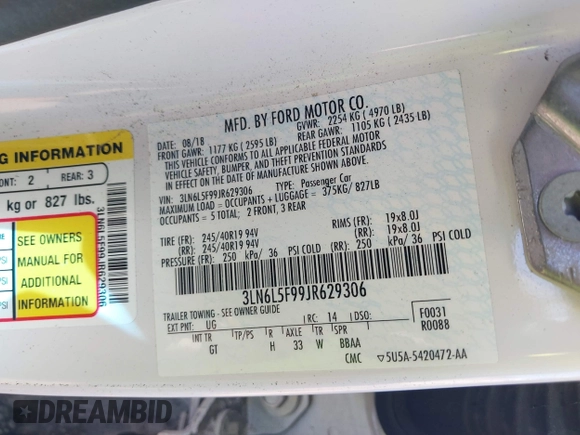 G INFORMATION
ONT: 2 REAR: 3
kg or 827 lbs.
SEE OWNERS
MANUAL FOR
ADDITIONAL
INFORMATION
3LN6L5F99JR629306
MFD. BY FORD MOTOR CO.
DATE: 08/18 GVWR: 2254 KG ( 4970 LB)
FRONT GAWR: 1177 KG ( 2595 LB) REAR GAWR: 1105 KG ( 2435 LB)
THIS VEHICLE CONFORMS TO ALL APPLICABLE FEDERAL MOTOR
VEHICLE SAFETY, BUMPER, AND THEFT PREVENTION STANDARDS
IN EFFECT ON THE DATE OF MANUFACTURE SHOWN ABOVE.
VIN: 3LN6L5F99JR629306 TYPE: Passenger Car
MAXIMUM LOAD = OCCUPANTS + LUGGAGE = 375KG/ 827LB
OCCUPANTS = 5 TOTAL; 2 FRONT, 3 REAR
TIRE (FR): 245/40R19 94V RIMS (FR): 19x8.0J
(RR): 245/40R19 94V (RR): 19x8.0J
PRESSURE (FR): 250 kPa/ 36 PSI COLD (RR): 250 kPa/ 36 PSI COLD
3LN6L5F99JR629306
TRAILER TOWING - SEE OWNER GUIDE
EXT PNT: UG RC: 14 DSO: F0031
INT TR TP/PS R AXLE TR SPR R0088
GT H 33 W BBAA
CMC 5U5A-5420472-AA
DREAMBID